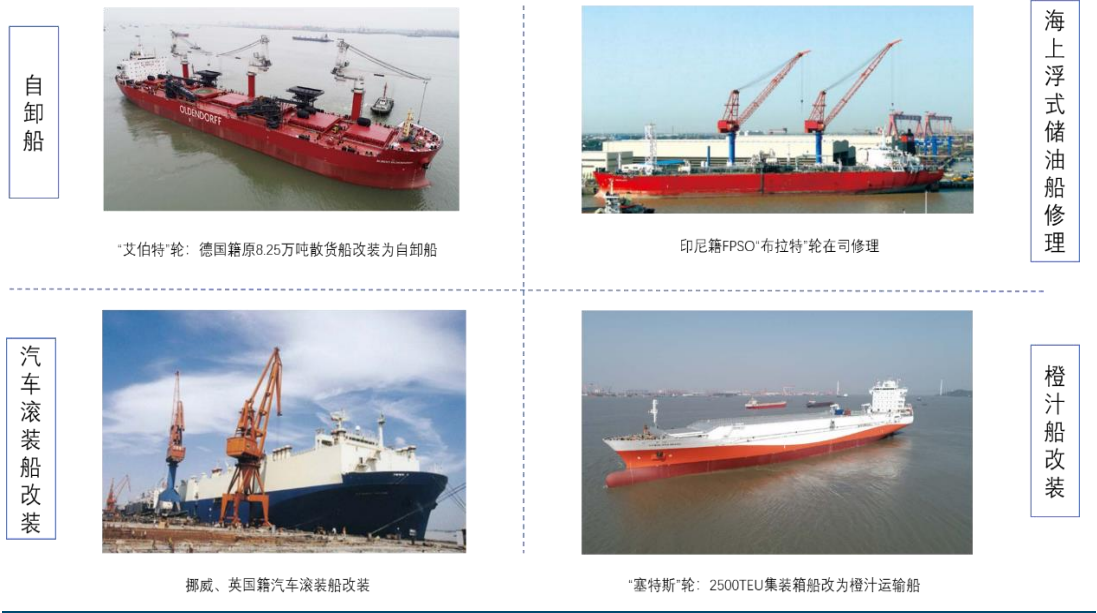 自卸船
OLDENDORFF
“艾伯特”轮：德国籍原8.25万吨散货船改装为自卸船
海上浮式储油船修理
印尼籍FPSO“布拉特”轮在司修理
汽车滚装船改装
挪威、英国籍汽车滚装船改装
橙汁船改装
“塞特斯”轮：2500TEU集装箱船改为橙汁运输船